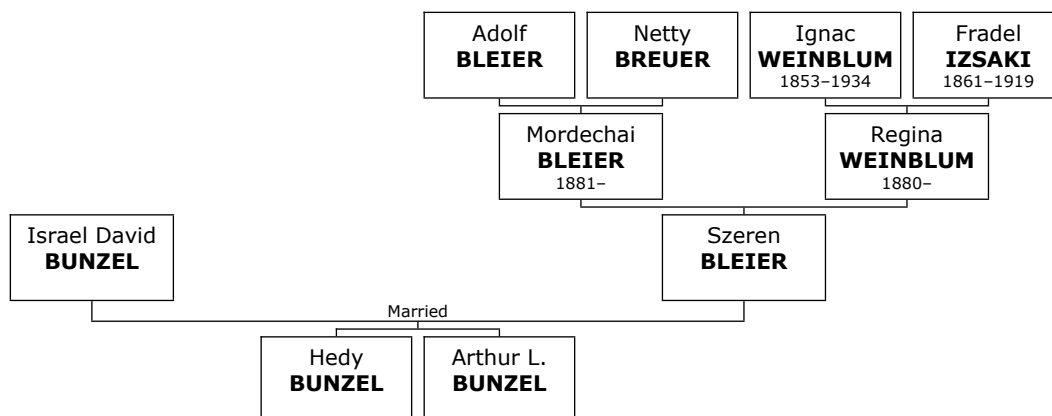 Adolf
BLEIER
Netty
BREUER
Ignac
WEINBLUM
1853–1934
Fradel
IZSAKI
1861–1919
Mordechai
BLEIER
1881–
Regina
WEINBLUM
1880–
Israel David
BUNZEL
Szeren
BLEIER
Married
Hedy
BUNZEL
Arthur L.
BUNZEL